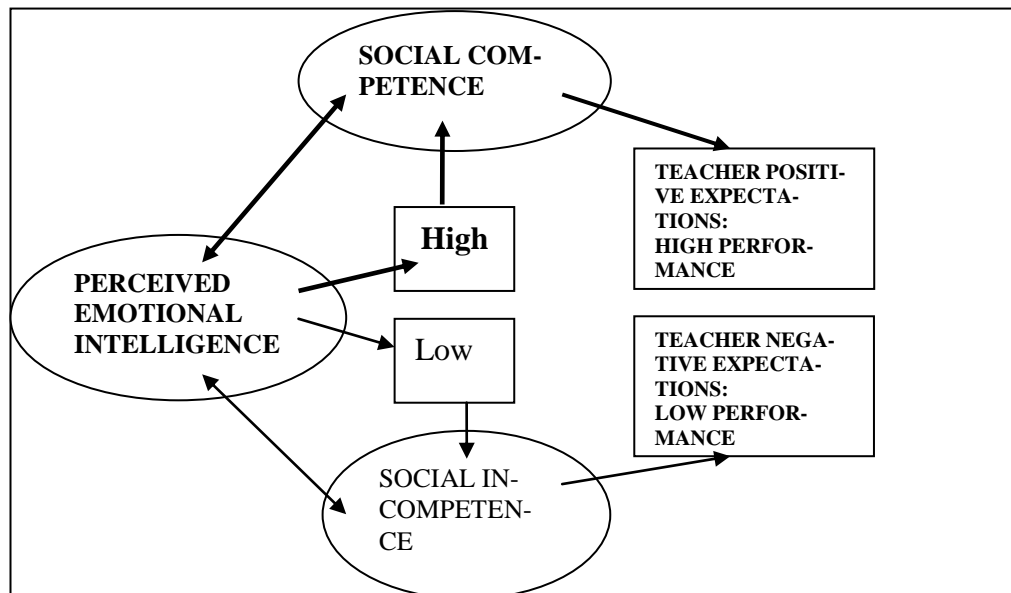 SOCIAL COM-
PETENCE
TEACHER POSITI-
VE EXPECTA-
TIONS:
HIGH PERFOR-
MANCE
High
PERCEIVED
EMOTIONAL
INTELLIGENCE
Low
TEACHER NEGA-
TIVE EXPECTA-
TIONS:
LOW PERFOR-
MANCE
SOCIAL IN-
COMPETEN-
CE